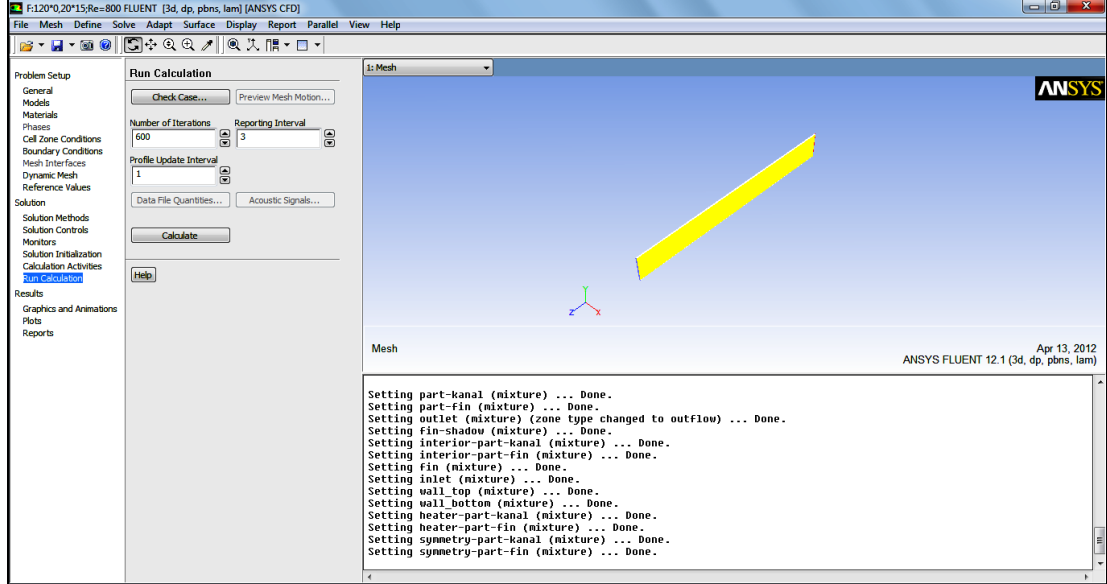 F:120*0,20*15;Re=800 FLUENT [3d, dp, pbns, lam] [ANSYS CFD]
File Mesh Define Solve Adapt Surface Display Report Parallel View Help
Problem Setup
General
Models
Materials
Phases
Cell Zone Conditions
Boundary Conditions
Mesh Interfaces
Dynamic Mesh
Reference Values
Solution
Solution Methods
Solution Controls
Monitors
Solution Initialization
Calculation Activities
Run Calculation
Results
Graphics and Animations
Plots
Reports
Run Calculation
Check Case... Preview Mesh Motion...
Number of Iterations Reporting Interval
600 3
Profile Update Interval
1
Data File Quantities... Acoustic Signals...
Calculate
Help
1: Mesh
ANSYS
Y
Z X
Mesh
Apr 13, 2012
ANSYS FLUENT 12.1 (3d, dp, pbns, lam)
Setting part-kanal (mixture) ... Done.
Setting part-fin (mixture) ... Done.
Setting outlet (mixture) (zone type changed to outflow) ... Done.
Setting fin-shadow (mixture) ... Done.
Setting interior-part-kanal (mixture) ... Done.
Setting interior-part-fin (mixture) ... Done.
Setting fin (mixture) ... Done.
Setting inlet (mixture) ... Done.
Setting wall_top (mixture) ... Done.
Setting wall_bottom (mixture) ... Done.
Setting heater-part-kanal (mixture) ... Done.
Setting heater-part-fin (mixture) ... Done.
Setting symmetry-part-kanal (mixture) ... Done.
Setting symmetry-part-fin (mixture) ... Done.